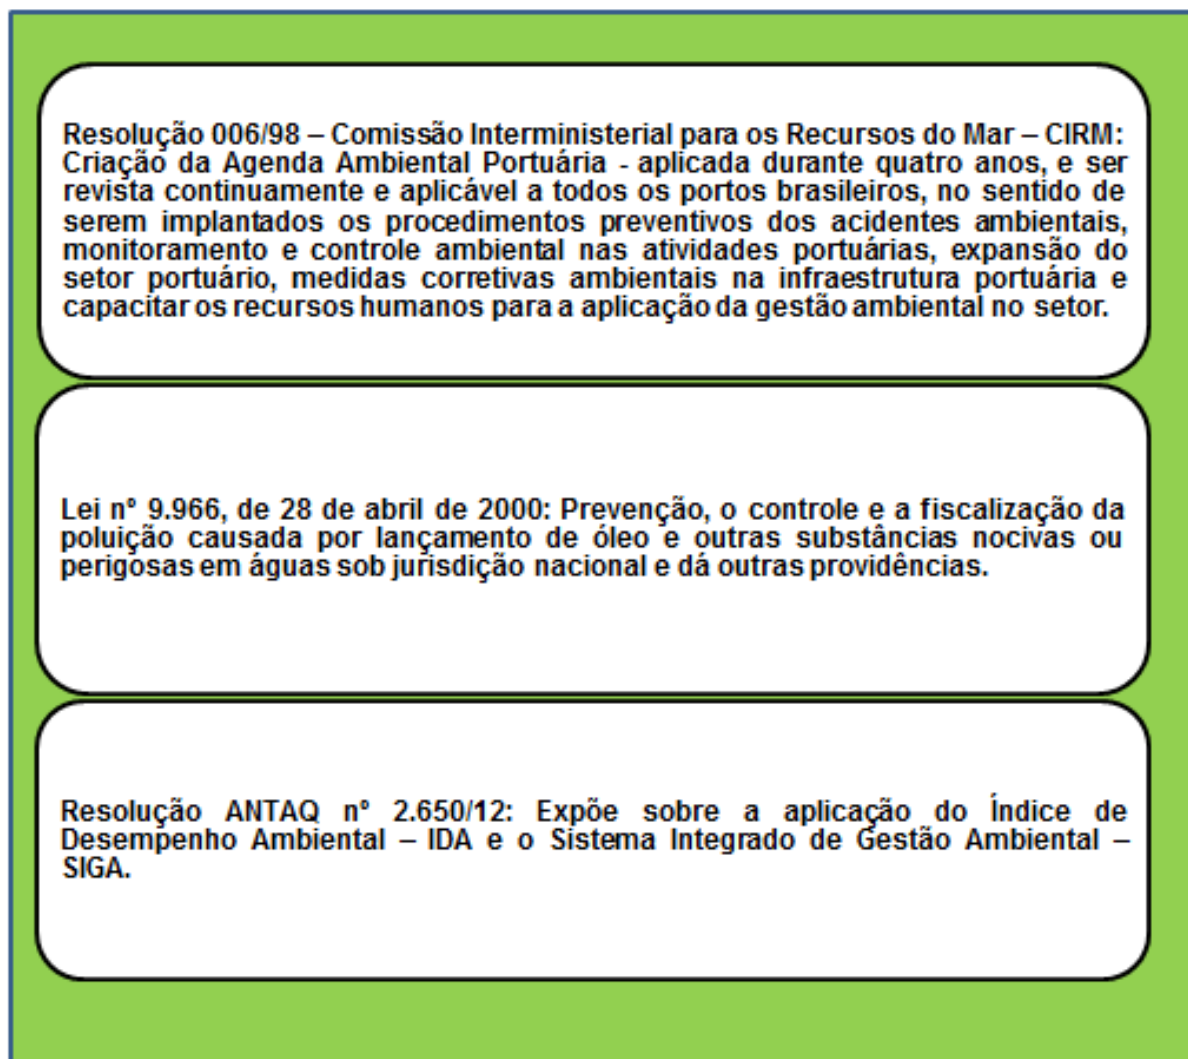 Resolução 006/98 – Comissão Interministerial para os Recursos do Mar – CIRM:
Criação da Agenda Ambiental Portuária - aplicada durante quatro anos, e ser
revista continuamente e aplicável a todos os portos brasileiros, no sentido de
serem implantados os procedimentos preventivos dos acidentes ambientais,
monitoramento e controle ambiental nas atividades portuárias, expansão do
setor portuário, medidas corretivas ambientais na infraestrutura portuária e
capacitar os recursos humanos para a aplicação da gestão ambiental no setor.
Lei nº 9.966, de 28 de abril de 2000: Prevenção, o controle e a fiscalização da
poluição causada por lançamento de óleo e outras substâncias nocivas ou
perigosas em águas sob jurisdição nacional e dá outras providências.
Resolução ANTAQ nº 2.650/12: Expõe sobre a aplicação do Índice de
Desempenho Ambiental – IDA e o Sistema Integrado de Gestão Ambiental –
SIGA.